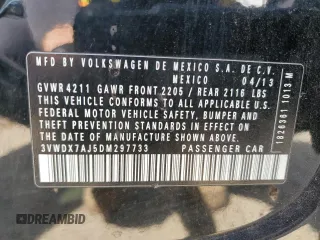 MFD.BY VOLKSWAGEN DE MEXICO S.A. DE C.V.
MEXICO 04/13
GVWR 4211 GAWR FRONT 2205 / REAR 2116 LBS
THIS VEHICLE CONFORMS TO ALL APPLICABLE U.S.
FEDERAL MOTOR VEHICLE SAFETY, BUMPER AND
THEFT PREVENTION STANDARDS IN EFFECT ON THE
DATE OF MANUFACTURE SHOWN ABOVE.
3VWDX7AJ5DM297733 PASSENGER CAR
1828361 1013 M
© BIDWIND